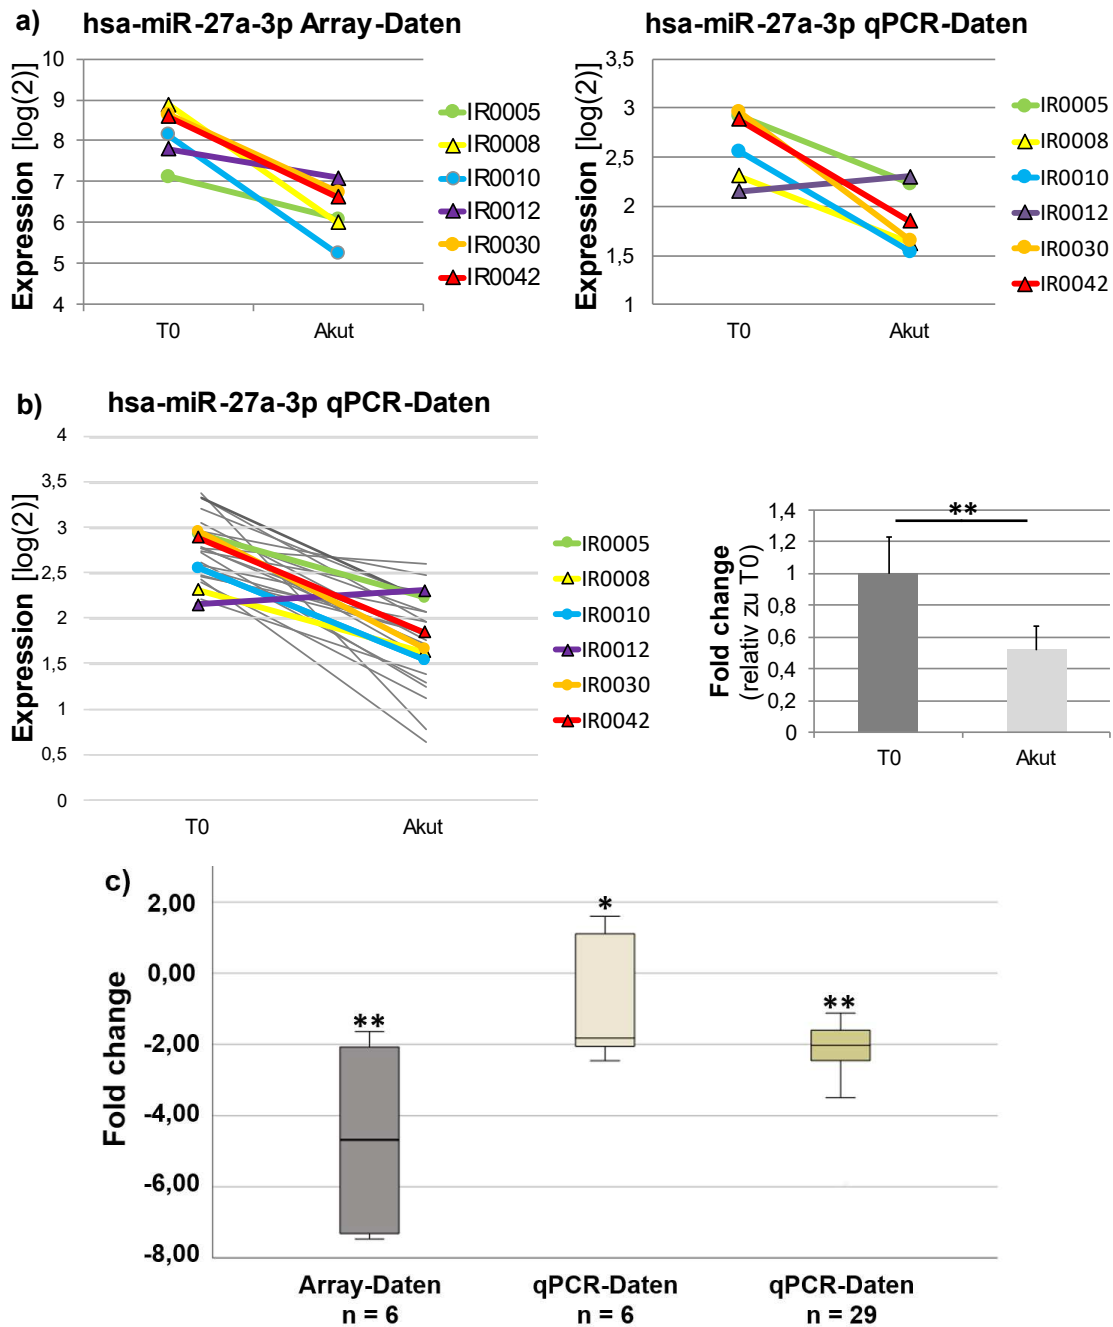 a)
hsa-miR-27a-3p Array-Daten
Expression [log(2)]
10
9
8
7
6
5
4
T0
Akut
IR0005
IR0008
IR0010
IR0012
IR0030
IR0042
hsa-miR-27a-3p qPCR-Daten
Expression [log(2)]
3,5
3
2,5
2
1,5
1
T0
Akut
IR0005
IR0008
IR0010
IR0012
IR0030
IR0042
b)
hsa-miR-27a-3p qPCR-Daten
Expression [log(2)]
4
3,5
3
2,5
2
1,5
1
0,5
0
T0
Akut
IR0005
IR0008
IR0010
IR0012
IR0030
IR0042
Fold change
(relativ zu T0)
1,4
1,2
1
0,8
0,6
0,4
0,2
0
**
T0
Akut
c)
Fold change
2,00
0,00
-2,00
-4,00
-6,00
-8,00
**
*
**
Array-Daten
n = 6
qPCR-Daten
n = 6
qPCR-Daten
n = 29